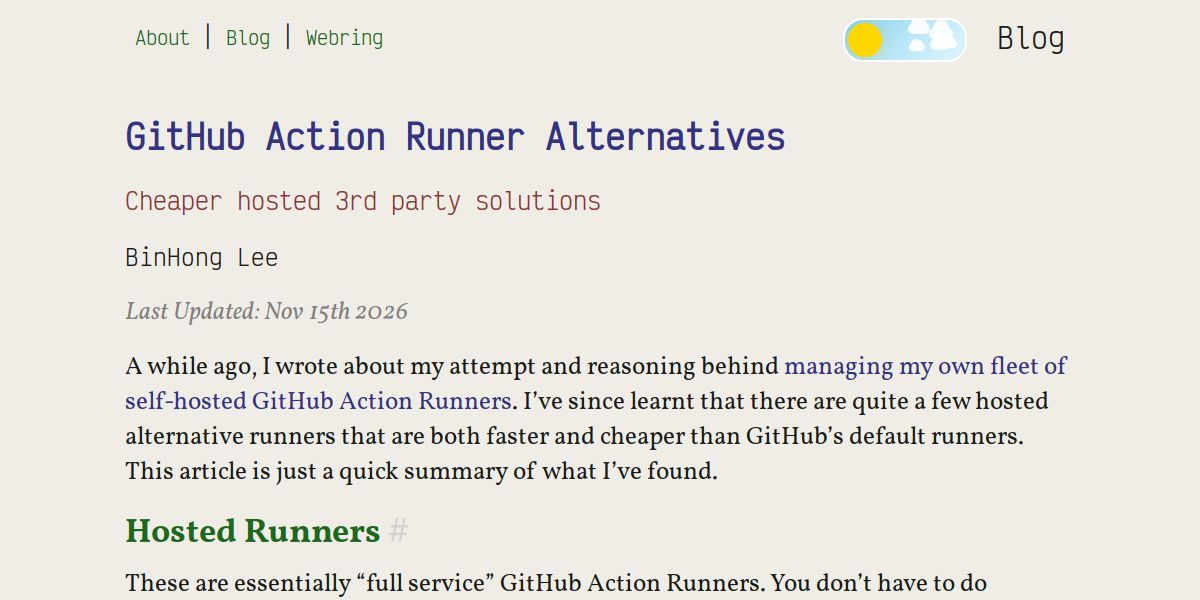 About | Blog | Webring
Blog
GitHub Action Runner Alternatives
Cheaper hosted 3rd party solutions
BinHong Lee
Last Updated: Nov 15th 2026
A while ago, I wrote about my attempt and reasoning behind managing my own fleet of
self-hosted GitHub Action Runners. I’ve since learnt that there are quite a few hosted
alternative runners that are both faster and cheaper than GitHub’s default runners.
This article is just a quick summary of what I’ve found.
Hosted Runners #
These are essentially “full service” GitHub Action Runners. You don’t have to do